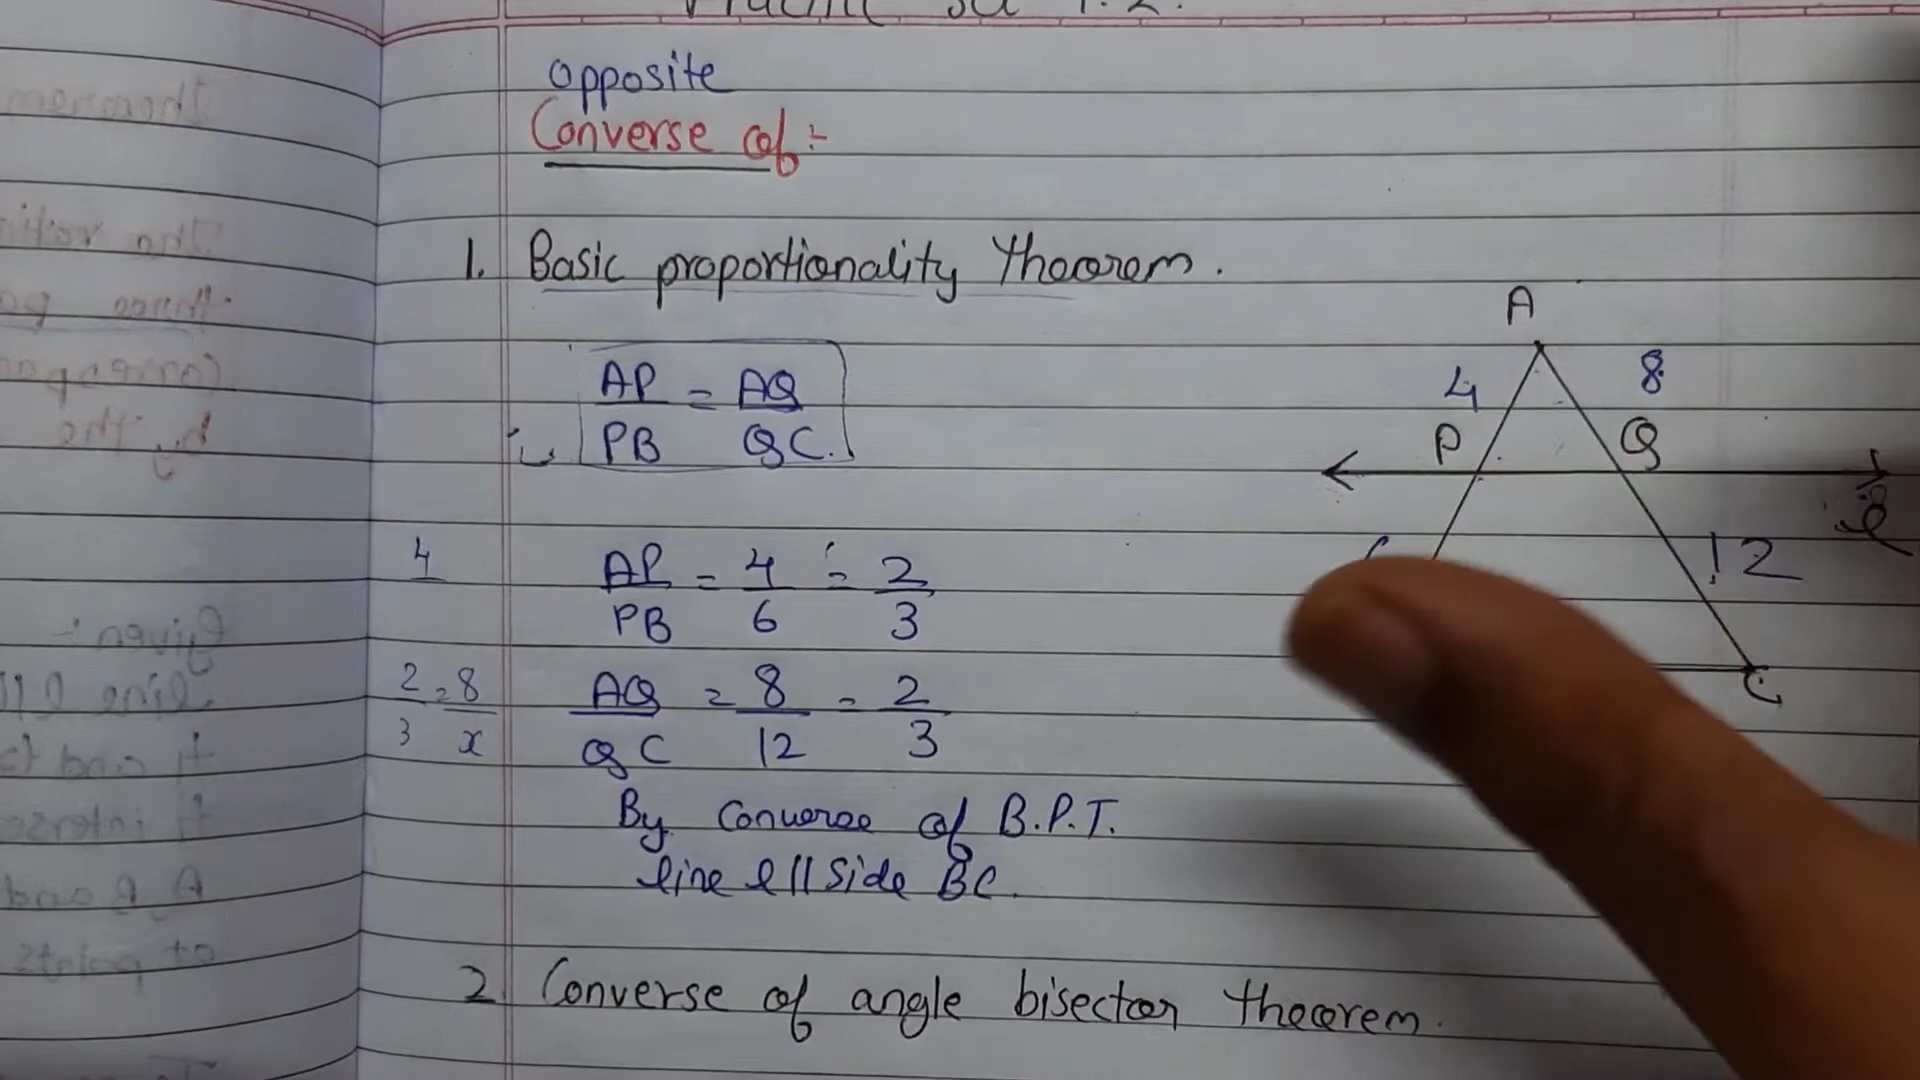 opposite
Converse of :-
1. Basic proportionality theorem.
AP = AQ
PB QC.
A
4 8
P Q
l
12
C
4
AP = 4 = 2
PB 6 3
2 = 8
3 x
AQ = 8 = 2
QC 12 3
By Converse of B.P.T.
line l || side BC.
2 Converse of angle bisector theorem.